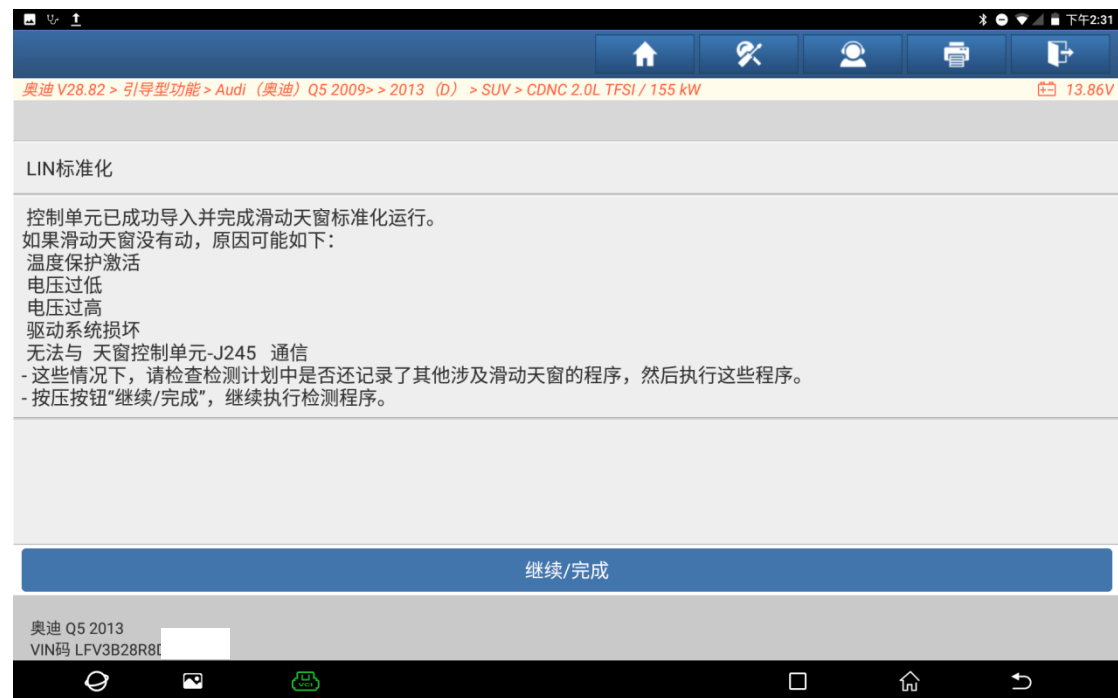 下午2:31
奥迪 V28.82 > 引导型功能 > Audi（奥迪）Q5 2009> > 2013（D） > SUV > CDNC 2.0L TFSI / 155 kW
13.86V
LIN标准化
控制单元已成功导入并完成滑动天窗标准化运行。
如果滑动天窗没有动，原因可能如下：
温度保护激活
电压过低
电压过高
驱动系统损坏
无法与 天窗控制单元-J245 通信
- 这些情况下，请检查检测计划中是否还记录了其他涉及滑动天窗的程序，然后执行这些程序。
- 按压按钮“继续/完成”，继续执行检测程序。
继续/完成
奥迪 Q5 2013
VIN码 LFV3B28R8D
VCI